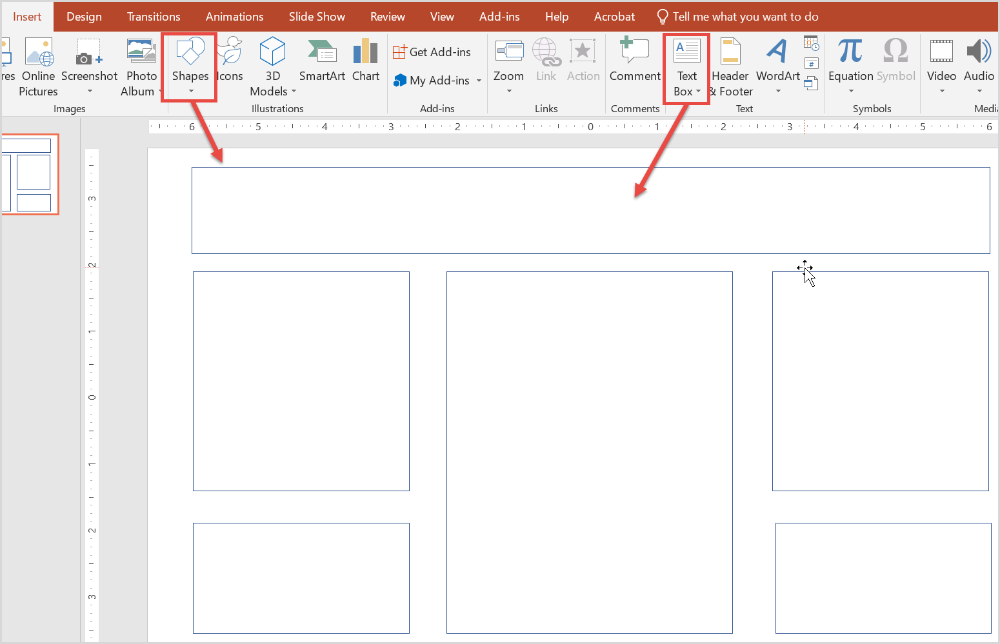 Insert Design Transitions Animations Slide Show Review View Add-ins Help Acrobat Tell me what you want to do
res Online Pictures Screenshot Photo Album Shapes Icons 3D Models SmartArt Chart
Get Add-ins
My Add-ins
Zoom Link Action Comment Text Box Header & Footer WordArt # Equation Symbol Video Audio
Images Illustrations Add-ins Links Comments Text Symbols Medi
6 5 4 3 2 1 0 1 2 3 4 5 6
3
2
1
0
1
2
3